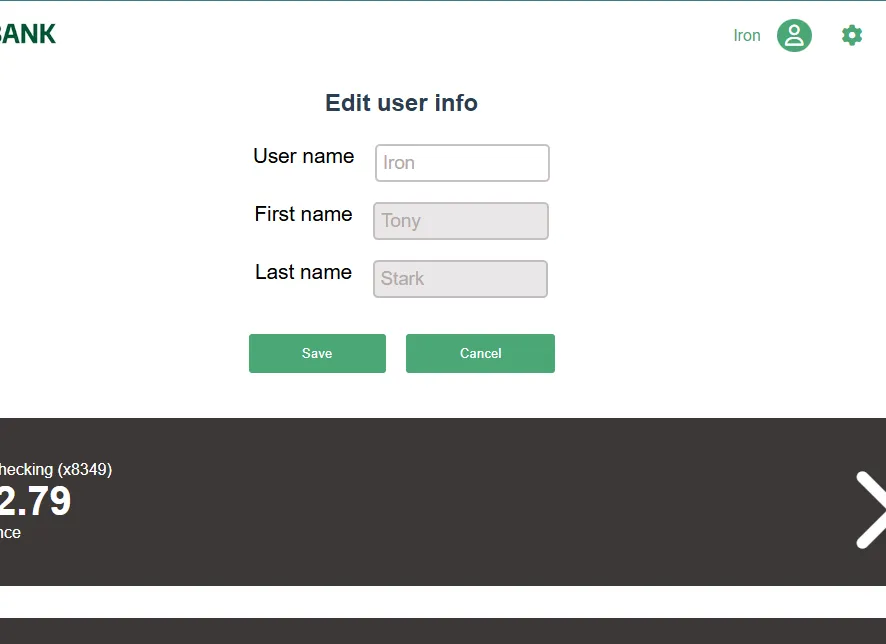 BANK
Iron
Edit user info
User name
Iron
First name
Tony
Last name
Stark
Save
Cancel
hecking (x8349)
2.79
nce